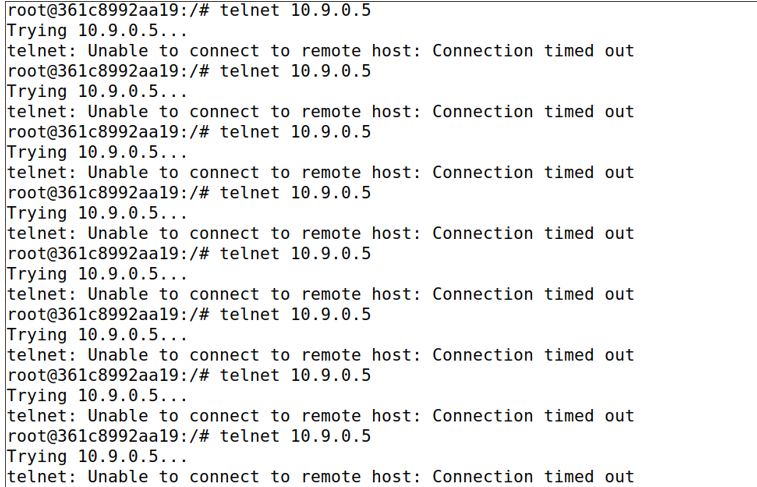 root@361c8992aa19:/# telnet 10.9.0.5
Trying 10.9.0.5...
telnet: Unable to connect to remote host: Connection timed out
root@361c8992aa19:/# telnet 10.9.0.5
Trying 10.9.0.5...
telnet: Unable to connect to remote host: Connection timed out
root@361c8992aa19:/# telnet 10.9.0.5
Trying 10.9.0.5...
telnet: Unable to connect to remote host: Connection timed out
root@361c8992aa19:/# telnet 10.9.0.5
Trying 10.9.0.5...
telnet: Unable to connect to remote host: Connection timed out
root@361c8992aa19:/# telnet 10.9.0.5
Trying 10.9.0.5...
telnet: Unable to connect to remote host: Connection timed out
root@361c8992aa19:/# telnet 10.9.0.5
Trying 10.9.0.5...
telnet: Unable to connect to remote host: Connection timed out
root@361c8992aa19:/# telnet 10.9.0.5
Trying 10.9.0.5...
telnet: Unable to connect to remote host: Connection timed out
root@361c8992aa19:/# telnet 10.9.0.5
Trying 10.9.0.5...
telnet: Unable to connect to remote host: Connection timed out